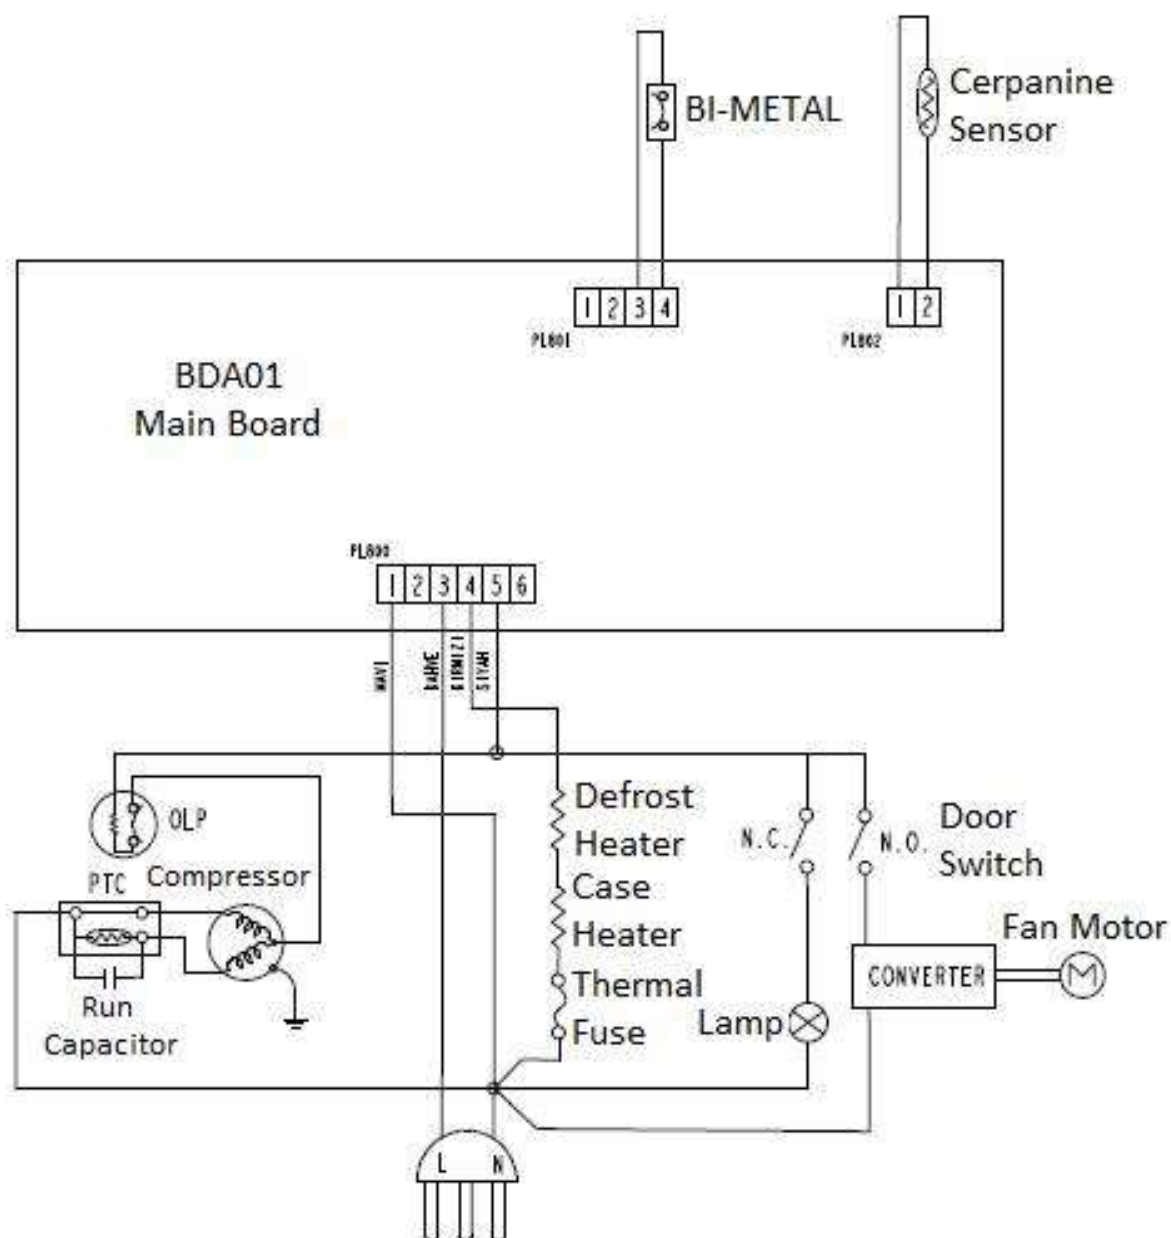 Cerpanine
Sensor
BI-METAL
1 2 3 4
PL801
1 2
PL802
BDA01
Main Board
PL800
1 2 3 4 5 6
MAVİ
KAHVE
KIRMIZI
SIYAH
OLP
PTC
Compressor
Run
Capacitor
Defrost
Heater
Case
Heater
Thermal
Fuse
N.C.
N.O.
Door
Switch
Fan Motor
CONVERTER
Lamp
M
L N